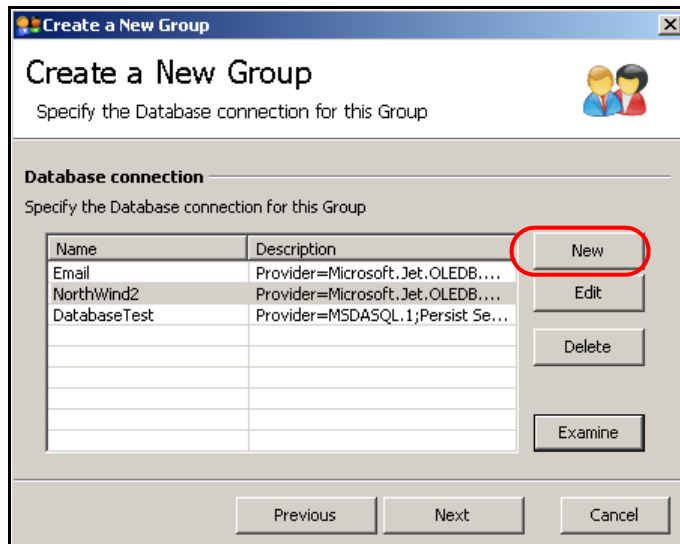 Create a New Group
Create a New Group
Specify the Database connection for this Group
Database connection
Specify the Database connection for this Group
Name Description
Email Provider=Microsoft.Jet.OLEDB....
NorthWind2 Provider=Microsoft.Jet.OLEDB....
DatabaseTest Provider=MSDASQL.1;Persist Se...
New
Edit
Delete
Examine
Previous Next Cancel